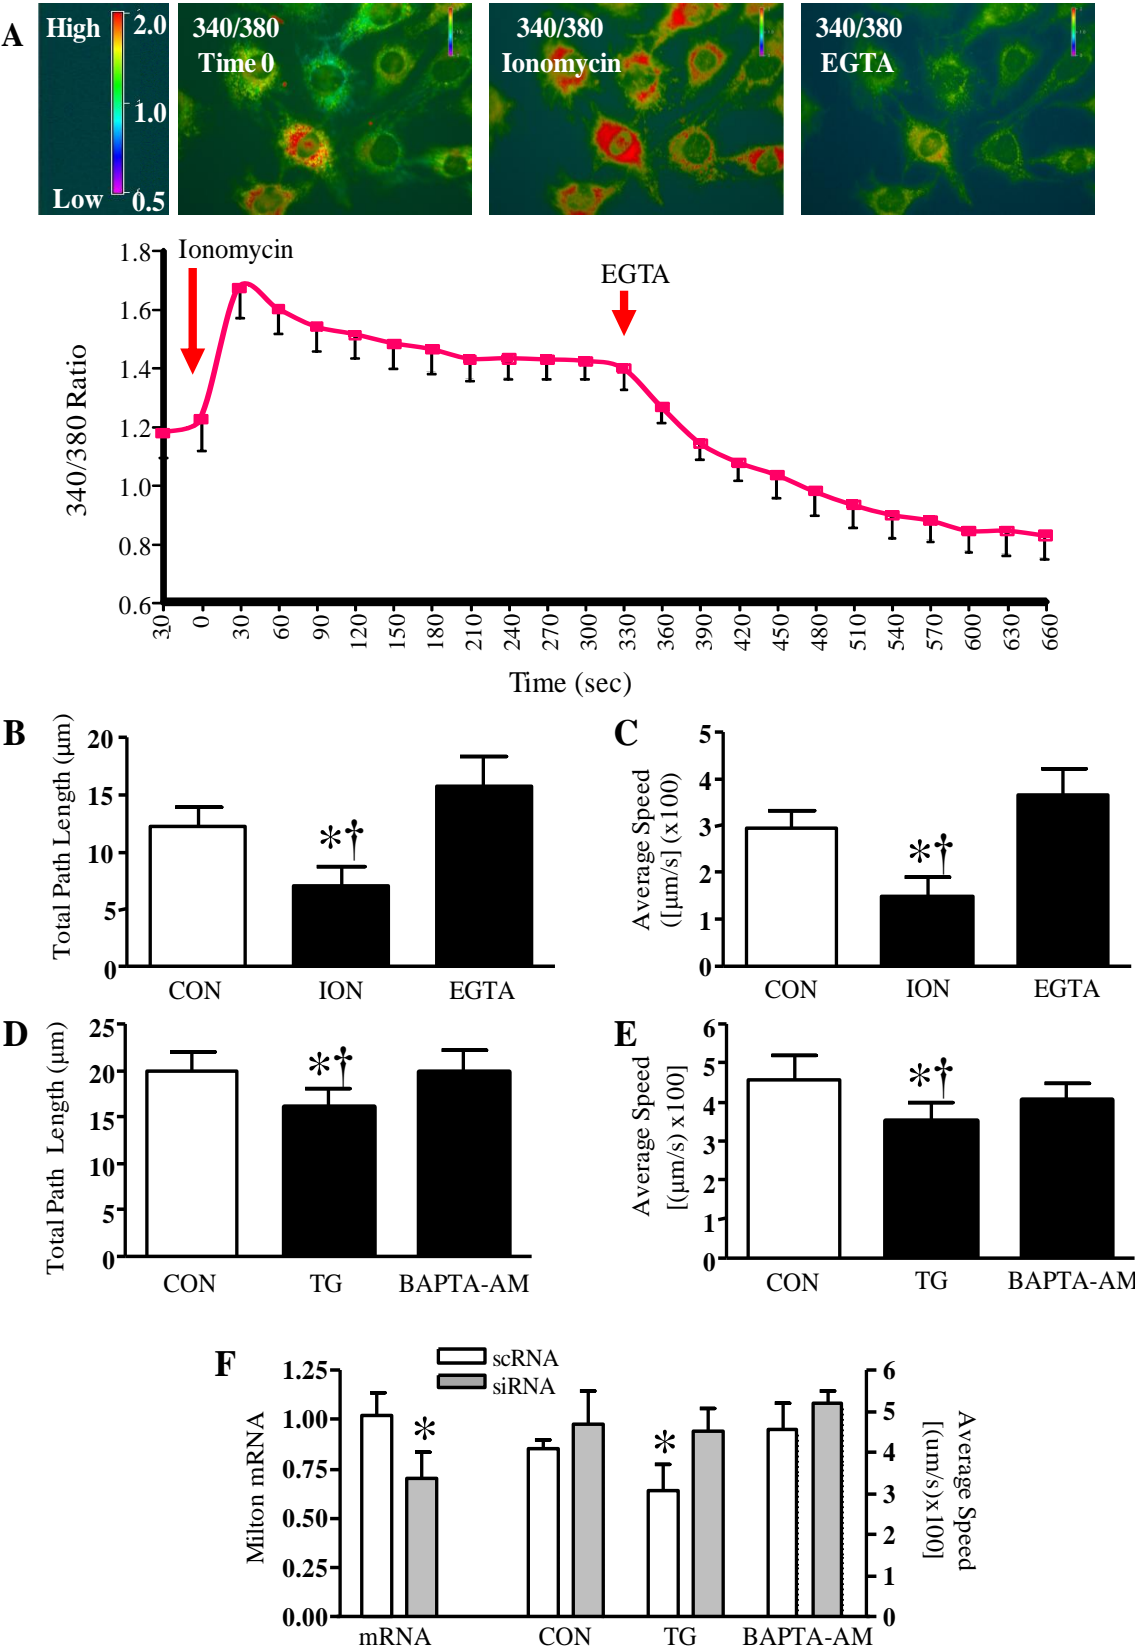 A
High
2.0
1.0
Low
0.5
340/380
Time 0
340/380
Ionomycin
340/380
EGTA
Ionomycin
EGTA
340/380 Ratio
1.8
1.6
1.4
1.2
1.0
0.8
0.6
30 0 30 60 90 120 150 180 210 240 270 300 330 360 390 420 450 480 510 540 570 600 630 660
Time (sec)
B
Total Path Length (μm)
20
15
10
5
0
*†
CON ION EGTA
C
Average Speed
([μm/s] (x100)
5
4
3
2
1
0
*†
CON ION EGTA
D
Total Path Length (μm)
25
20
15
10
5
0
*†
CON TG BAPTA-AM
E
Average Speed
[(μm/s) x100]
6
5
4
3
2
1
0
*†
CON TG BAPTA-AM
F
scRNA
siRNA
Milton mRNA
1.25
1.00
0.75
0.50
0.25
0.00
*
*
mRNA CON TG BAPTA-AM
6
5
4
3
2
1
0
Average Speed
[(um/s)x100]